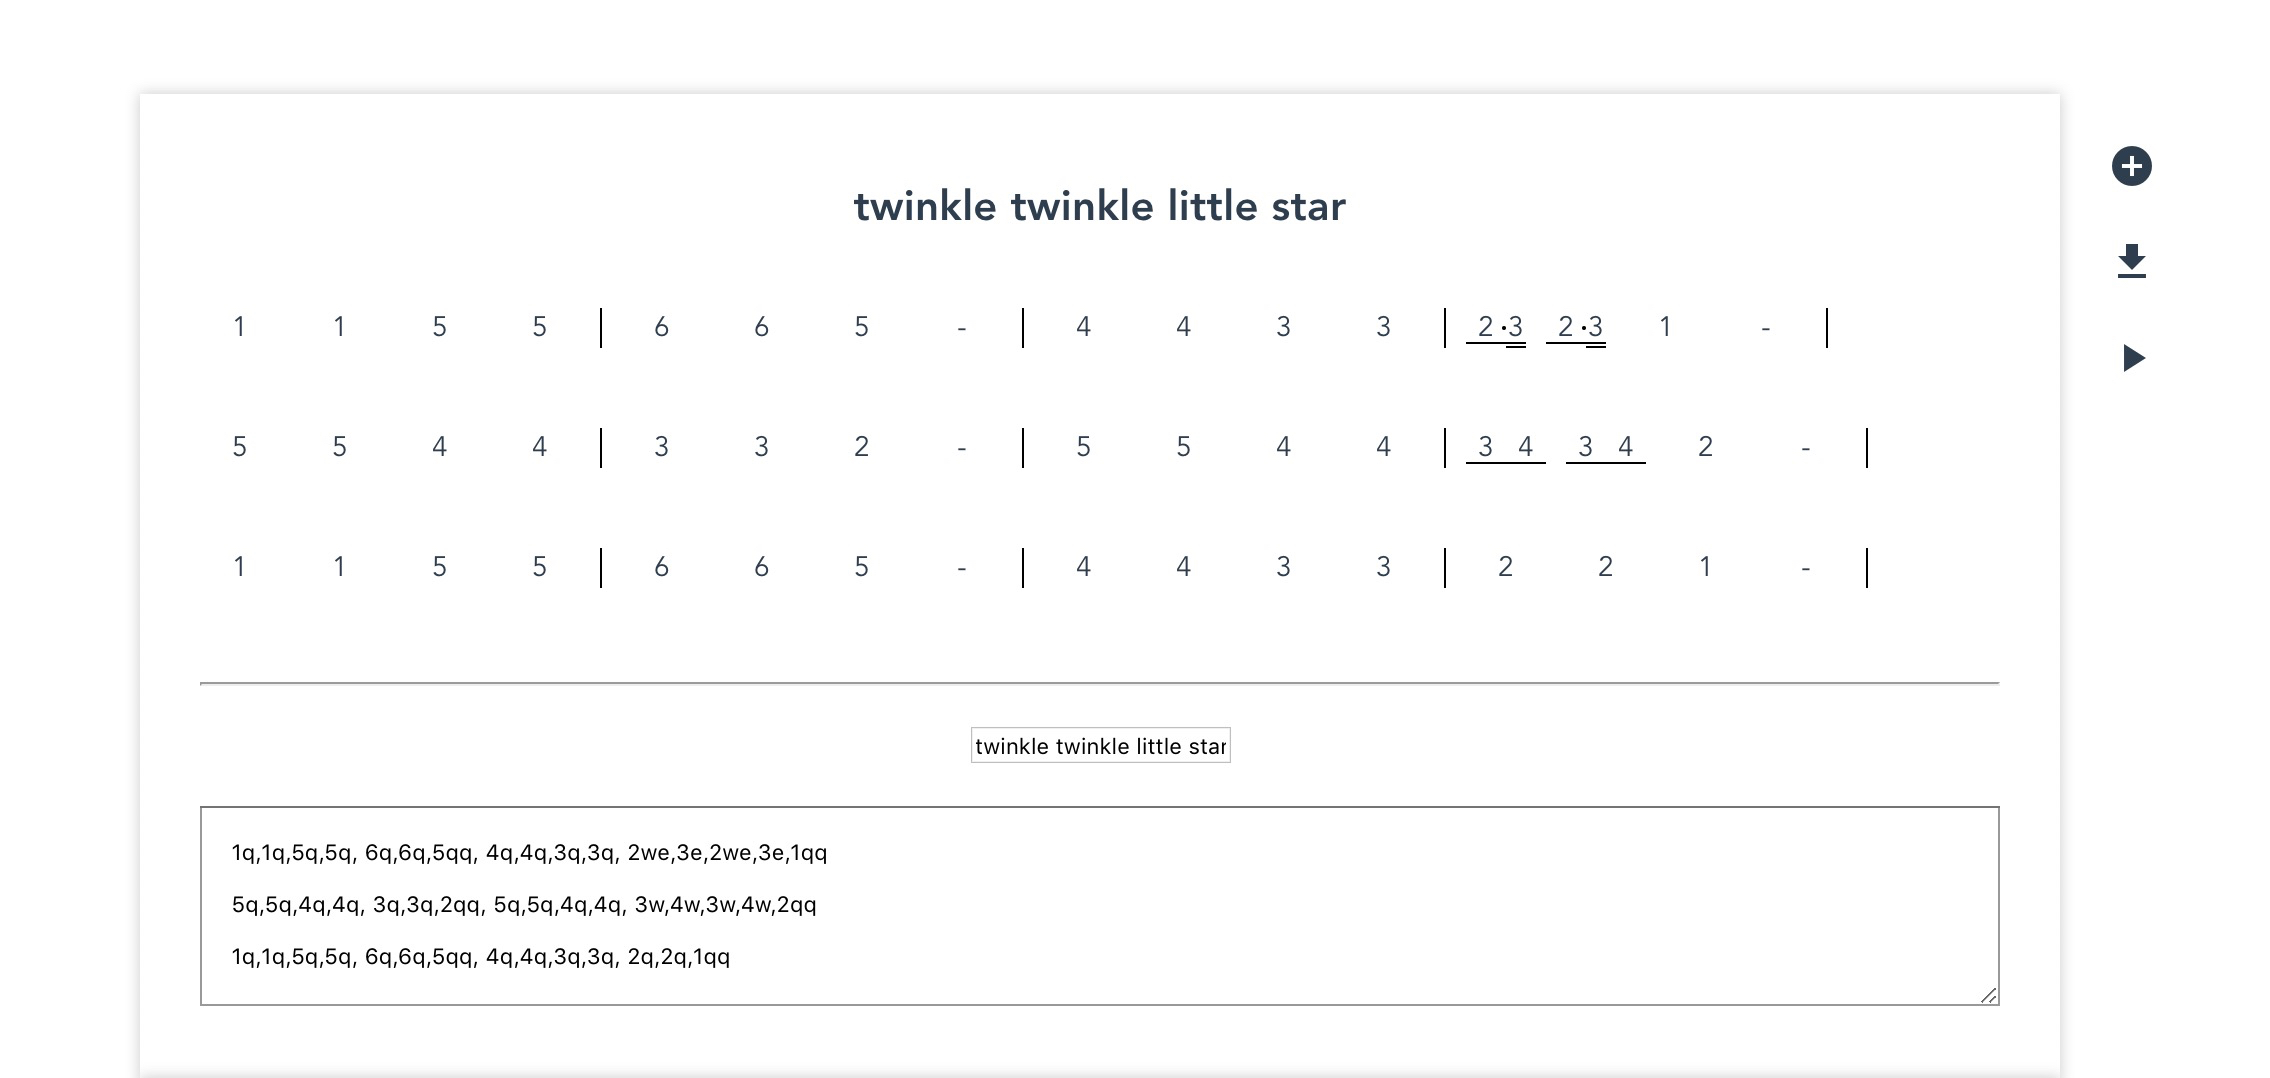 twinkle twinkle little star
1 1 5 5 | 6 6 5 - | 4 4 3 3 | 2·3 2·3 1 - |
5 5 4 4 | 3 3 2 - | 5 5 4 4 | 3 4 3 4 2 - |
1 1 5 5 | 6 6 5 - | 4 4 3 3 | 2 2 1 - |
twinkle twinkle little star
1q,1q,5q,5q, 6q,6q,5qq, 4q,4q,3q,3q, 2we,3e,2we,3e,1qq
5q,5q,4q,4q, 3q,3q,2qq, 5q,5q,4q,4q, 3w,4w,3w,4w,2qq
1q,1q,5q,5q, 6q,6q,5qq, 4q,4q,3q,3q, 2q,2q,1qq